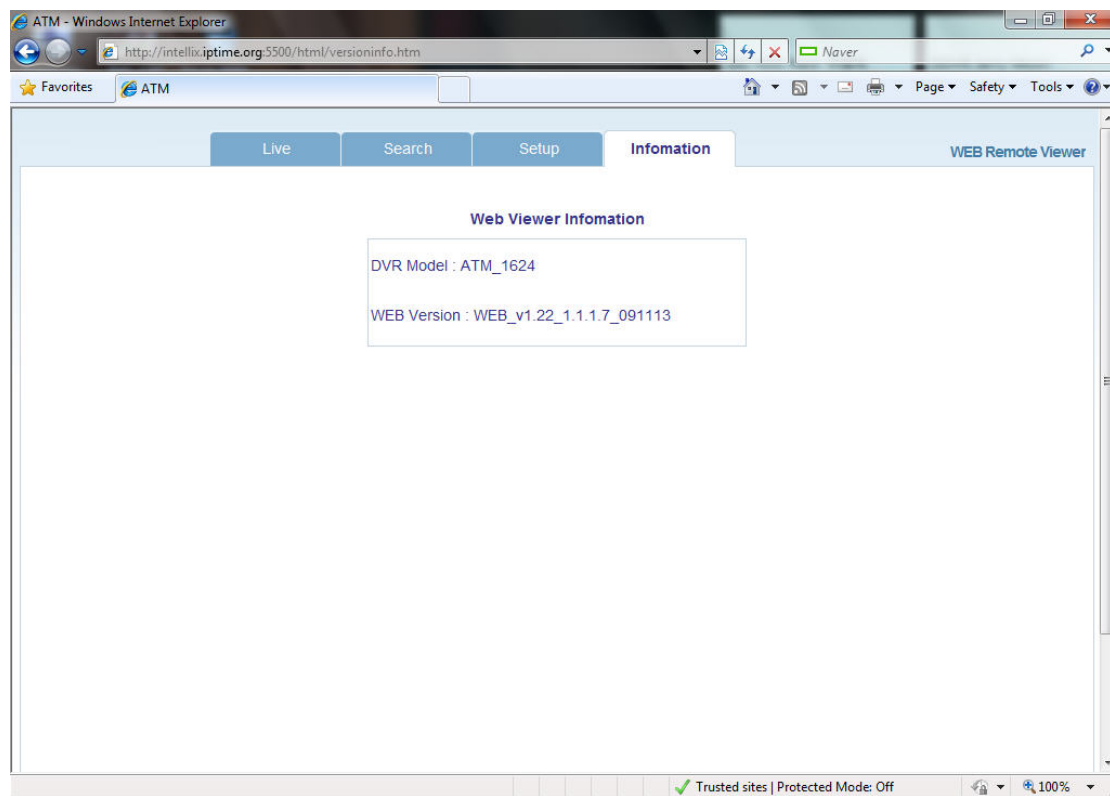 ATM - Windows Internet Explorer
http://intellix.iptime.org:5500/html/versioninfo.htm
Naver
Favorites
ATM
Page
Safety
Tools
Live
Search
Setup
Infomation
WEB Remote Viewer
Web Viewer Infomation
DVR Model : ATM_1624
WEB Version : WEB_v1.22_1.1.1.7_091113
Trusted sites | Protected Mode: Off
100%